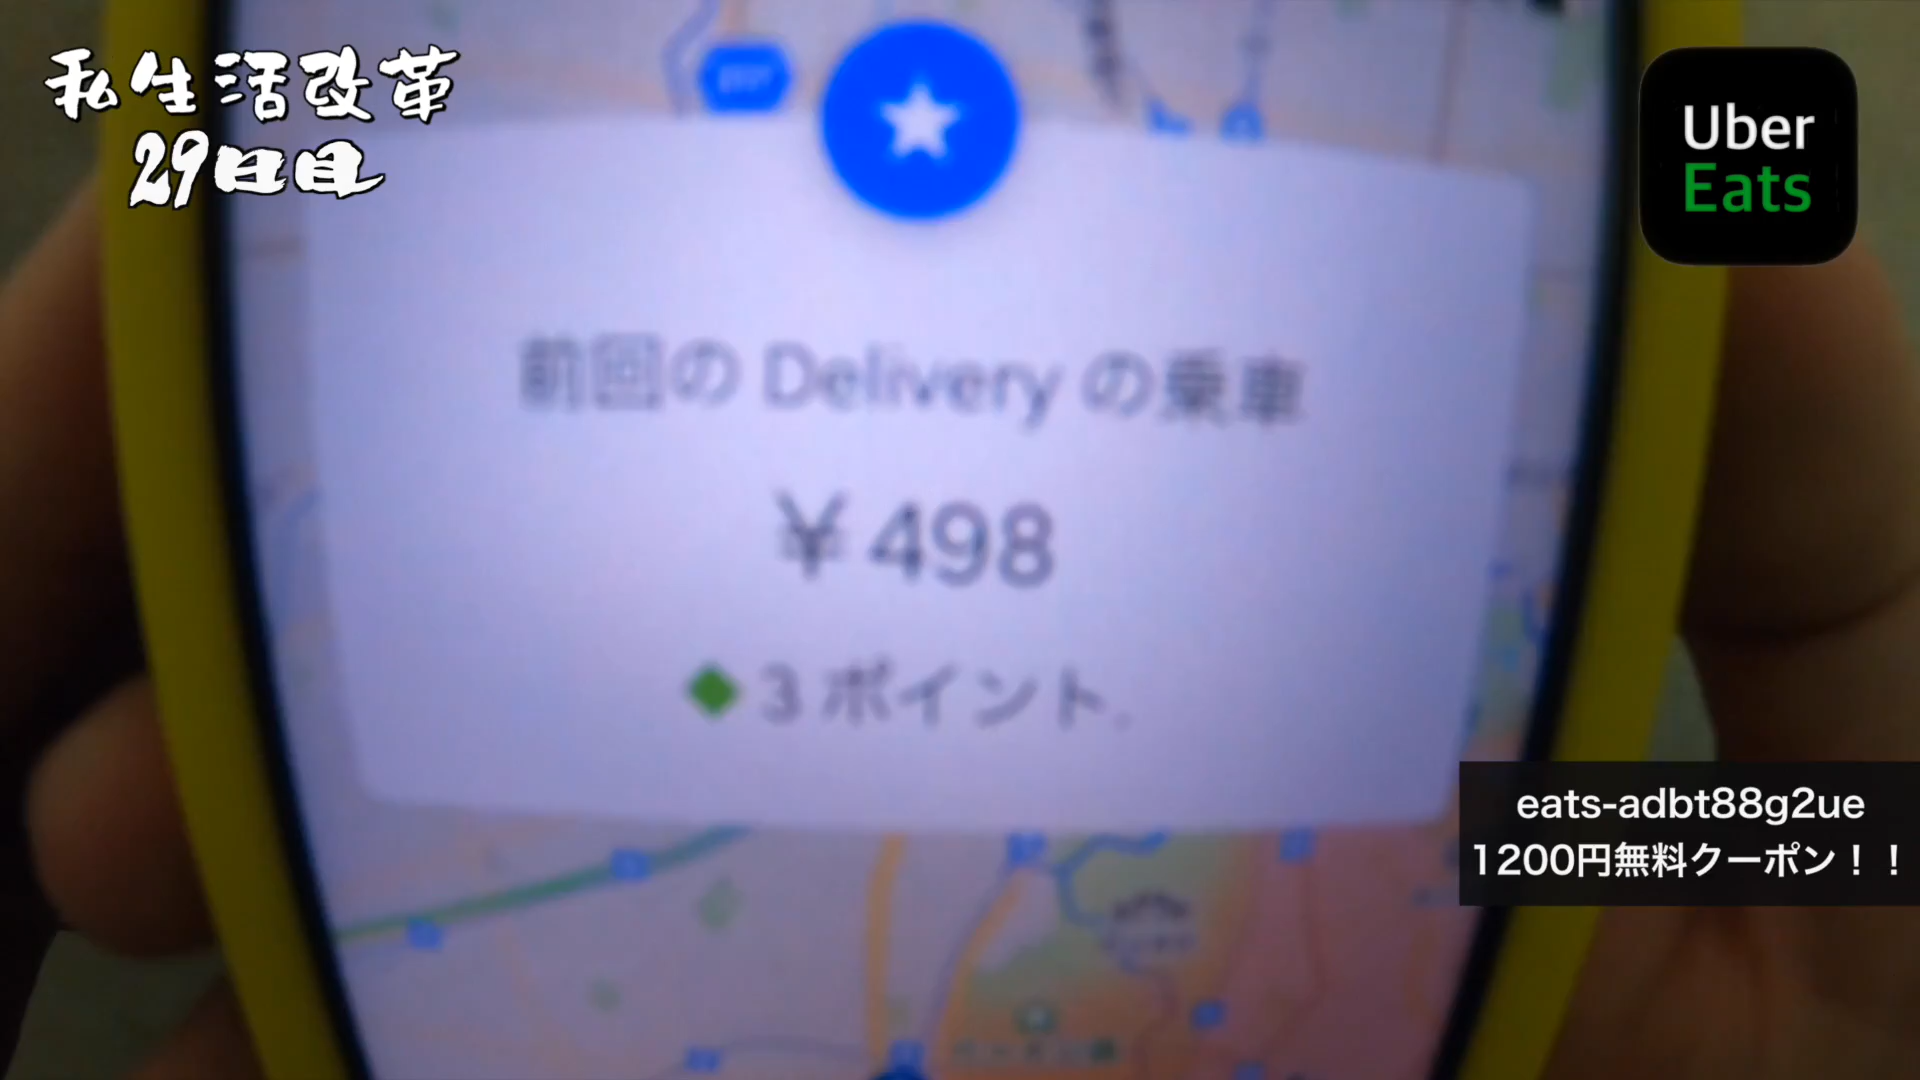 私生活改革
29日目
Uber
Eats
前回の Delivery の乗車
￥498
3 ポイント
eats-adbt88g2ue
1200円無料クーポン！！